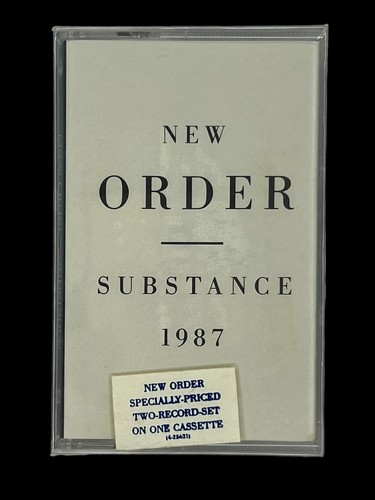 NEW
ORDER
SUBSTANCE
1987
NEW ORDER
SPECIALLY-PRICED
TWO-RECORD-SET
ON ONE CASSETTE
(4-25621)